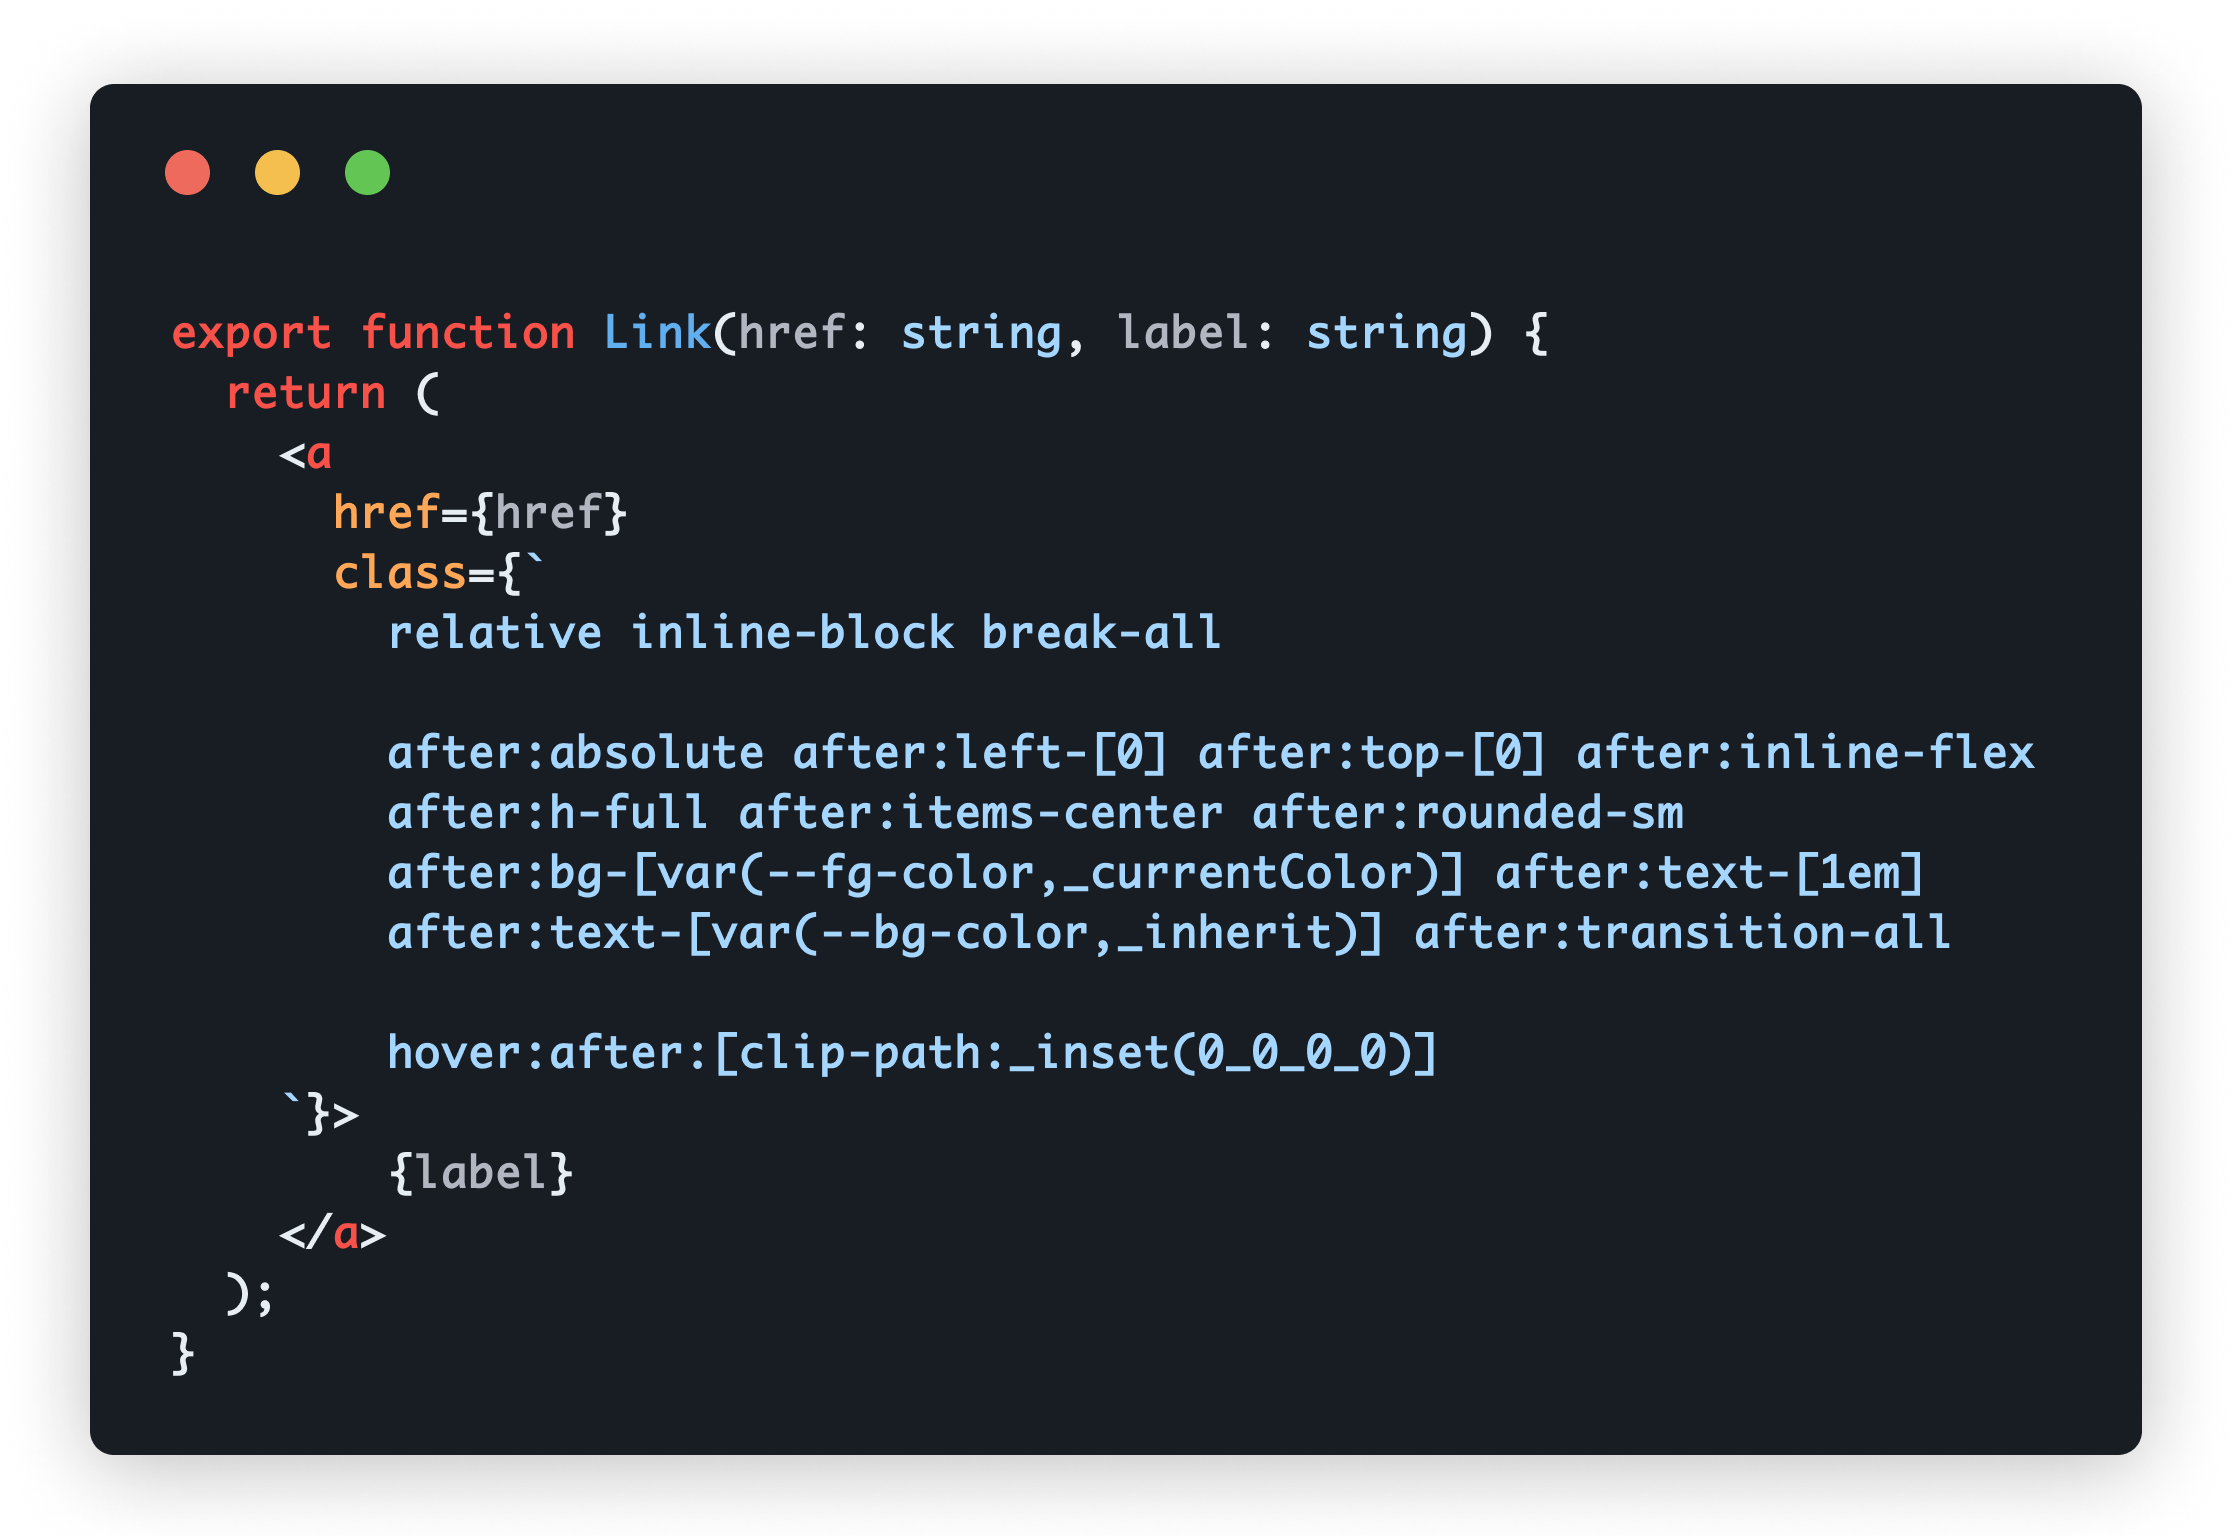 export function Link(href: string, label: string) {
  return (
    <a
      href={href}
      class={`
        relative inline-block break-all

        after:absolute after:left-[0] after:top-[0] after:inline-flex
        after:h-full after:items-center after:rounded-sm
        after:bg-[var(--fg-color,_currentColor)] after:text-[1em]
        after:text-[var(--bg-color,_inherit)] after:transition-all

        hover:after:[clip-path:_inset(0_0_0_0)]
    `}>
        {label}
    </a>
  );
}